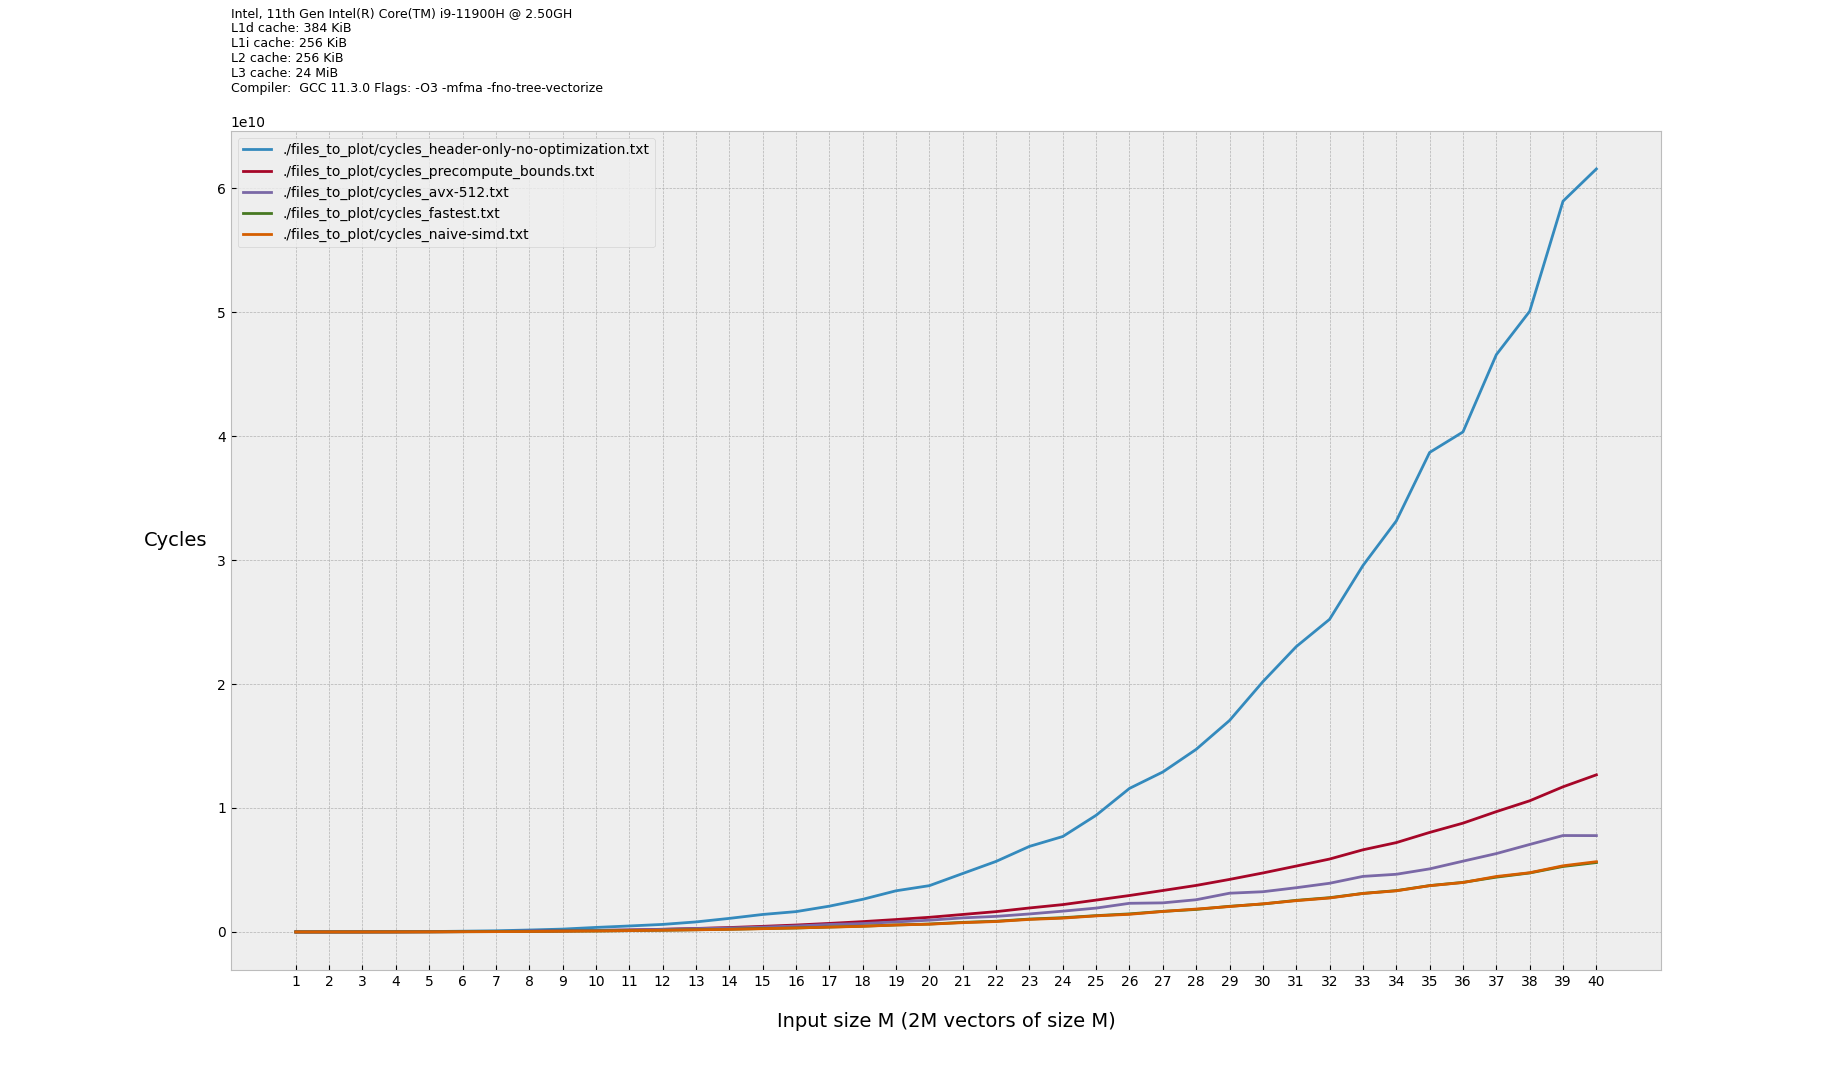 Intel, 11th Gen Intel(R) Core(TM) i9-11900H @ 2.50GH
L1d cache: 384 KiB
L1i cache: 256 KiB
L2 cache: 256 KiB
L3 cache: 24 MiB
Compiler:  GCC 11.3.0 Flags: -O3 -mfma -fno-tree-vectorize
1e10
./files_to_plot/cycles_header-only-no-optimization.txt
./files_to_plot/cycles_precompute_bounds.txt
./files_to_plot/cycles_avx-512.txt
./files_to_plot/cycles_fastest.txt
./files_to_plot/cycles_naive-simd.txt
6
5
4
3
2
1
0
Cycles
1 2 3 4 5 6 7 8 9 10 11 12 13 14 15 16 17 18 19 20 21 22 23 24 25 26 27 28 29 30 31 32 33 34 35 36 37 38 39 40
Input size M (2M vectors of size M)